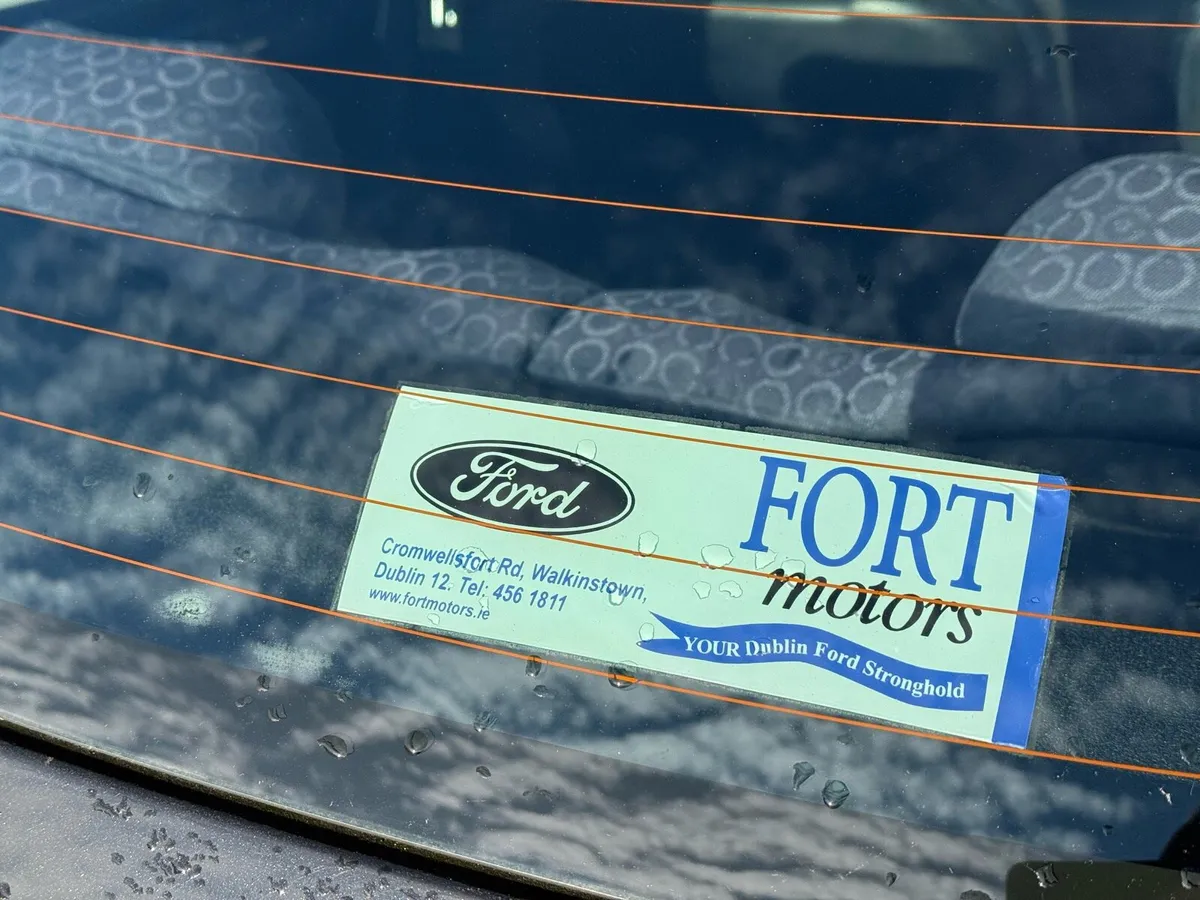 Ford
Cromwellsfort Rd, Walkinstown,
Dublin 12. Tel: 456 1811
www.fortmotors.ie
FORT
motors
YOUR Dublin Ford Stronghold